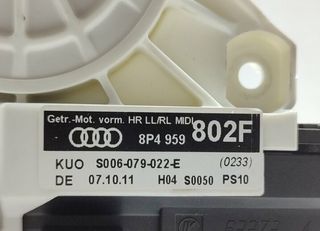 Getr.-Mot. vorm. HR LL/RL MIDI
8P4 959 802F
KUO S006-079-022-E (0233)
DE 07.10.11 H04 S0050 PS10